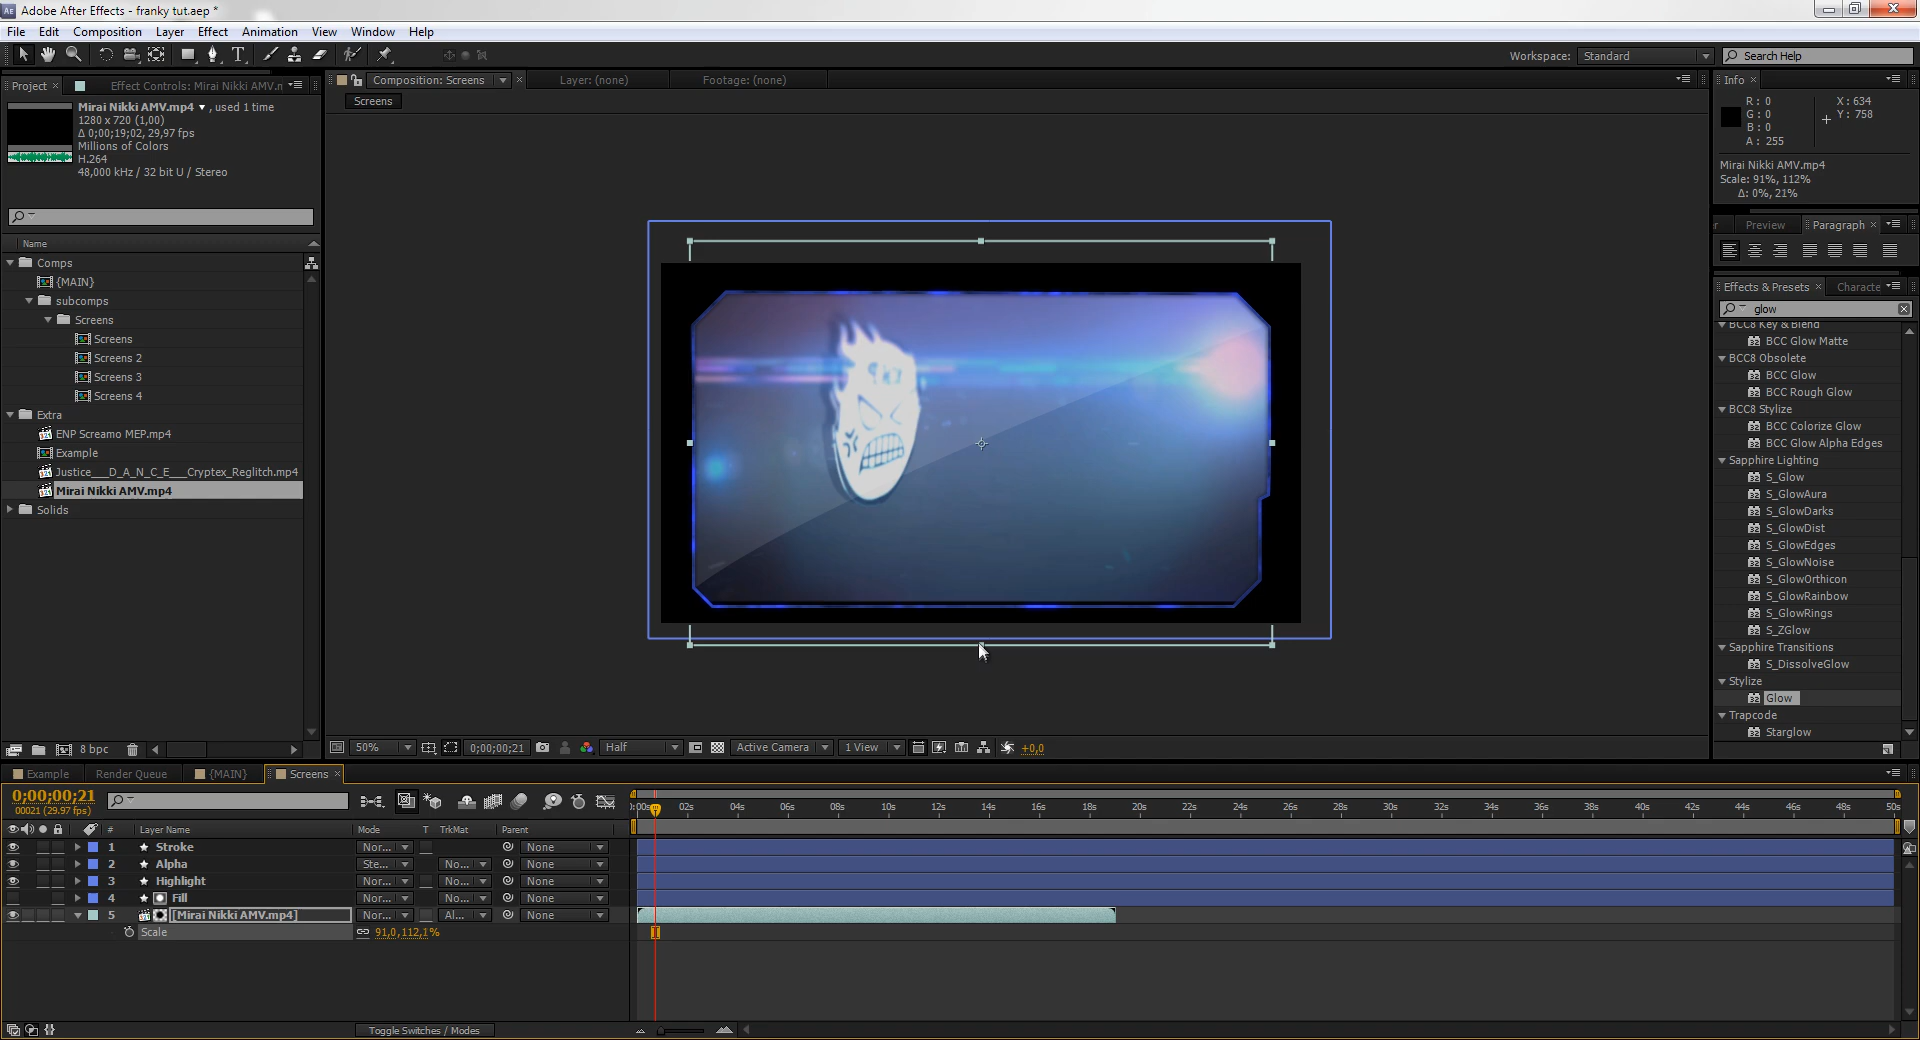 Adobe After Effects - franky tut.aep *
File Edit Composition Layer Effect Animation View Window Help
Workspace: Standard Search Help
Project Effect Controls: Mirai Nikki AMV.n
Mirai Nikki AMV.mp4 , used 1 time
1280 x 720 (1,00)
Δ 0;00;19;02, 29,97 fps
Millions of Colors
H.264
48,000 kHz / 32 bit U / Stereo
Name
Comps
{MAIN}
subcomps
Screens
Screens
Screens 2
Screens 3
Screens 4
Extra
ENP Screamo MEP.mp4
Example
Justice___D_A_N_C_E___Cryptex_Reglitch.mp4
Mirai Nikki AMV.mp4
Solids
8 bpc
Composition: Screens Layer: (none) Footage: (none)
Screens
50% 0;00;00;21 Half Active Camera 1 View +0,0
Info
R: 0 X: 634
G: 0 Y: 758
B: 0
A: 255
Mirai Nikki AMV.mp4
Scale: 91%, 112%
Δ: 0%, 21%
Preview Paragraph
Effects & Presets Characte
glow
BCC8 Key & Blend
BCC Glow Matte
BCC8 Obsolete
BCC Glow
BCC Rough Glow
BCC8 Stylize
BCC Colorize Glow
BCC Glow Alpha Edges
Sapphire Lighting
S_Glow
S_GlowAura
S_GlowDarks
S_GlowDist
S_GlowEdges
S_GlowNoise
S_GlowOrthicon
S_GlowRainbow
S_GlowRings
S_ZGlow
Sapphire Transitions
S_DissolveGlow
Stylize
Glow
Trapcode
Starglow
Example Render Queue {MAIN} Screens
0;00;00;21
00021 (29.97 fps)
02s 04s 06s 08s 10s 12s 14s 16s 18s 20s 22s 24s 26s 28s 30s 32s 34s 36s 38s 40s 42s 44s 46s 48s 50s
# Layer Name Mode T TrkMat Parent
1 Stroke Nor... None
2 Alpha Ste... No... None
3 Highlight Nor... No... None
4 Fill Nor... No... None
5 [Mirai Nikki AMV.mp4] Nor... Al... None
Scale 91,0,112,1%
Toggle Switches / Modes